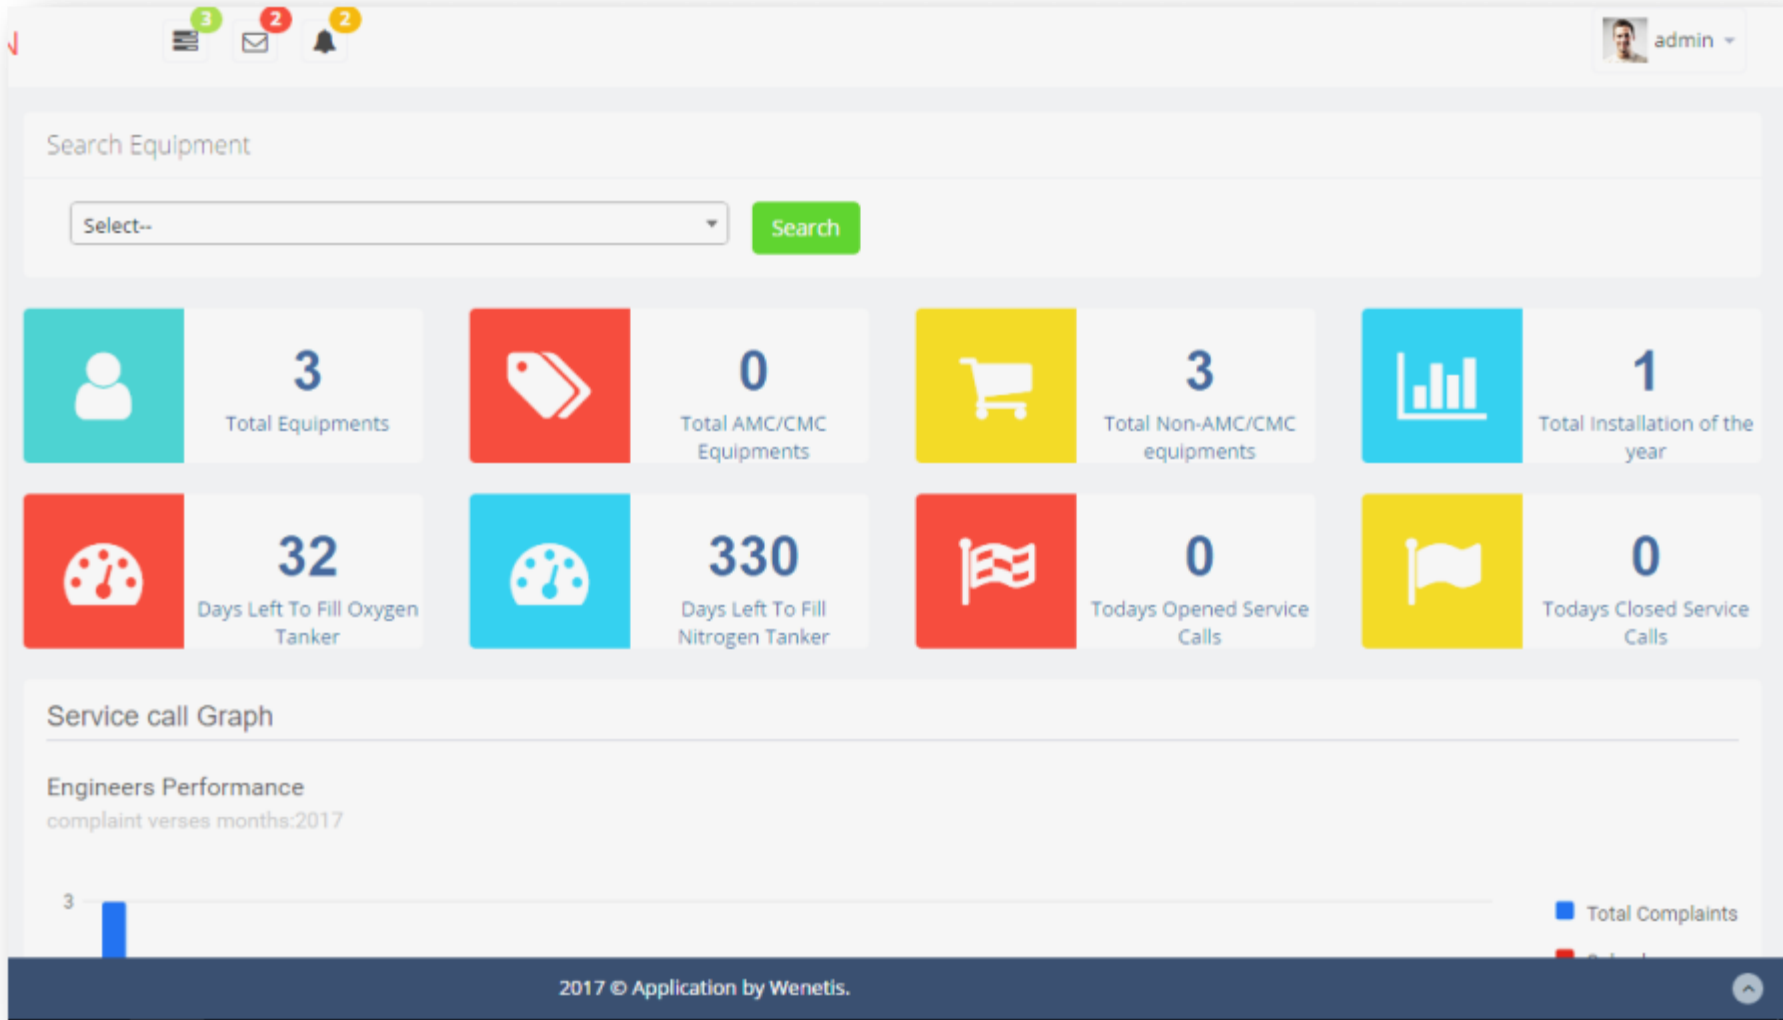 3 2 2
admin
Search Equipment
Select--
Search
3
Total Equipments
0
Total AMC/CMC
Equipments
3
Total Non-AMC/CMC
equipments
1
Total Installation of the
year
32
Days Left To Fill Oxygen
Tanker
330
Days Left To Fill
Nitrogen Tanker
0
Todays Opened Service
Calls
0
Todays Closed Service
Calls
Service call Graph
Engineers Performance
complaint verses months:2017
3
Total Complaints
2017 © Application by Wenetis.